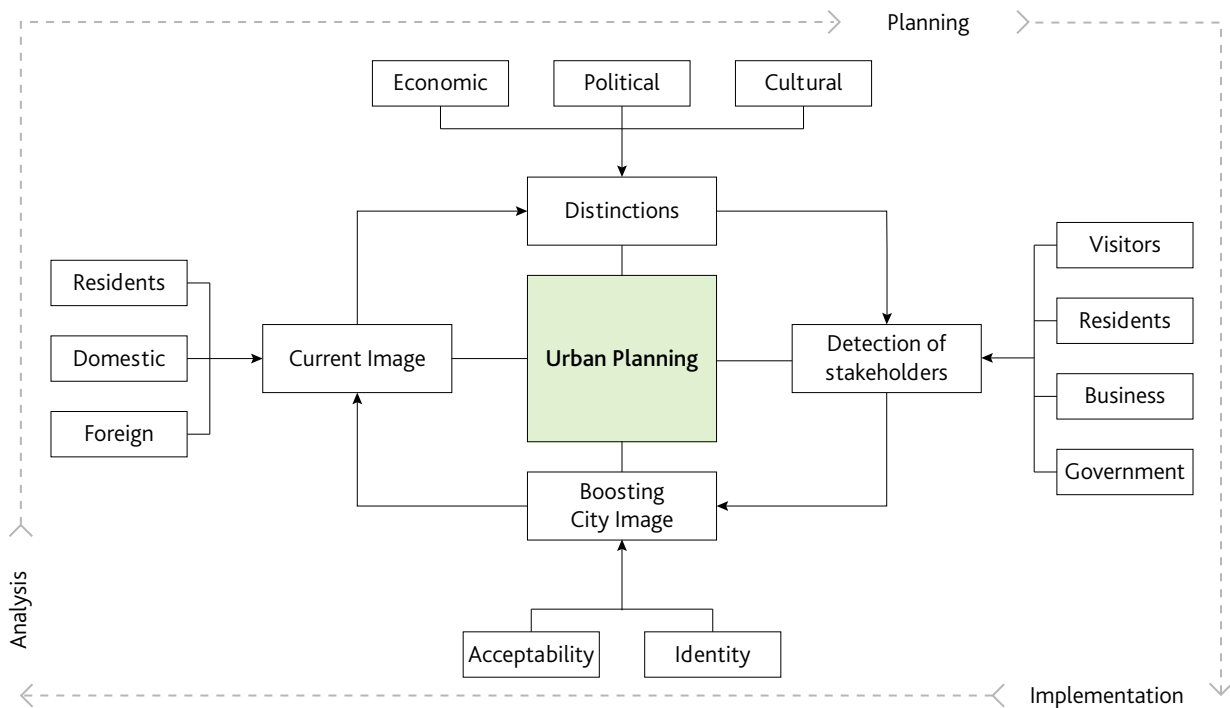 Planning
Economic
Political
Cultural
Distinctions
Visitors
Residents
Residents
Domestic
Current Image
Urban Planning
Detection of
stakeholders
Business
Foreign
Government
Boosting
City Image
Analysis
Acceptability
Identity
Implementation